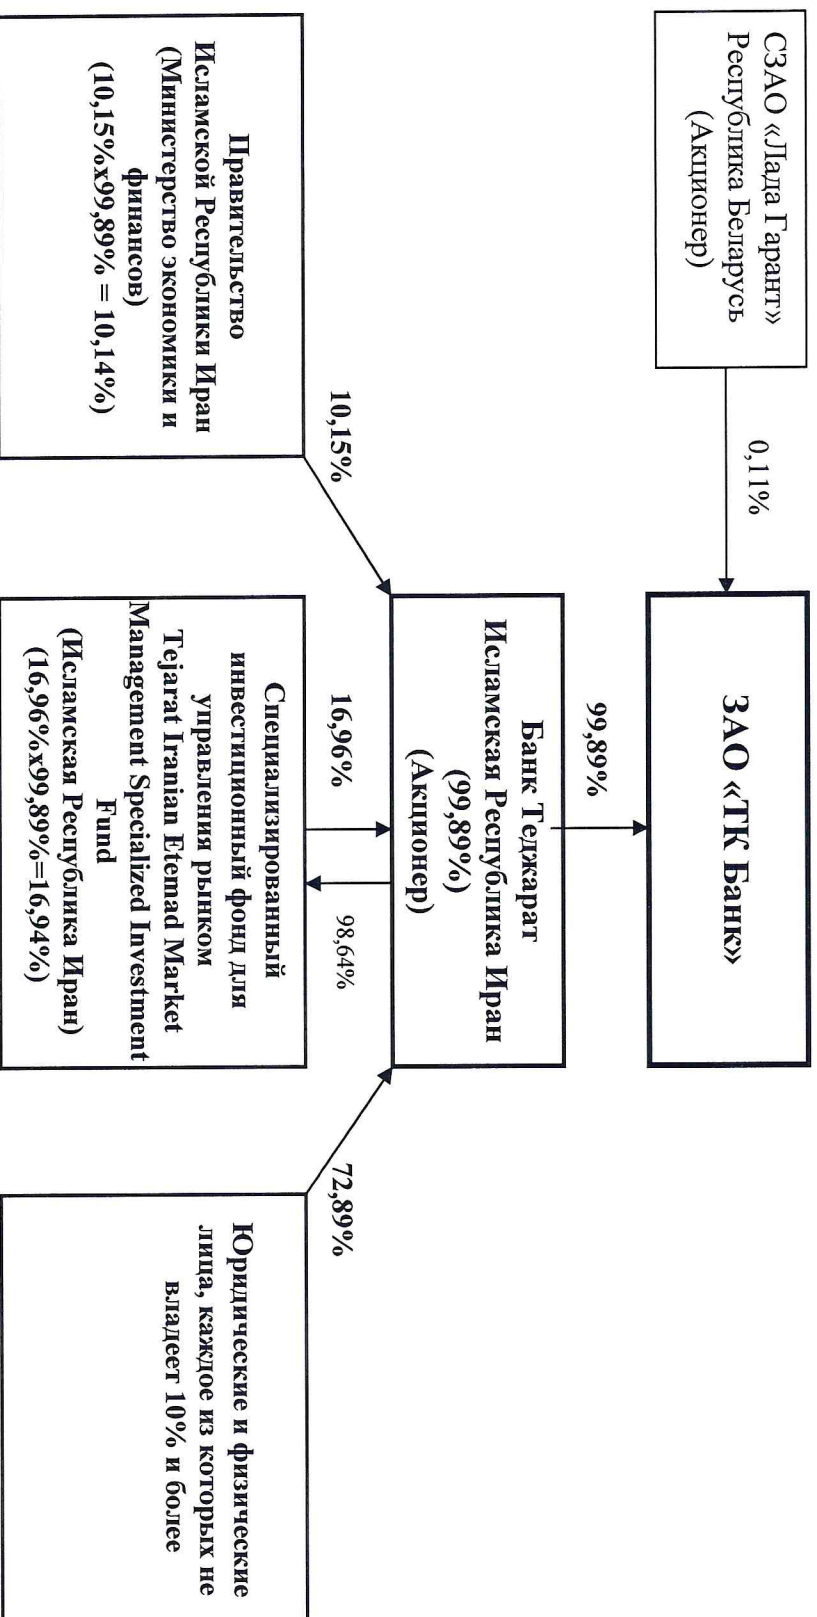 СЗАО «Лада Гарант»
Республика Беларусь
(Акционер)
0,11%
ЗАО «ТК Банк»
99,89%
Банк Теджарат
Исламская Республика Иран
(99,89%)
(Акционер)
10,15%
16,96%
98,64%
72,89%
Правительство
Исламской Республики Иран
(Министерство экономики и
финансов)
(10,15%х99,89% = 10,14%)
Специализированный
инвестиционный фонд для
управления рынком
Tejarat Iranian Etemad Market
Management Specialized Investment
Fund
(Исламская Республика Иран)
(16,96%х99,89%=16,94%)
Юридические и физические
лица, каждое из которых не
владеет 10% и более